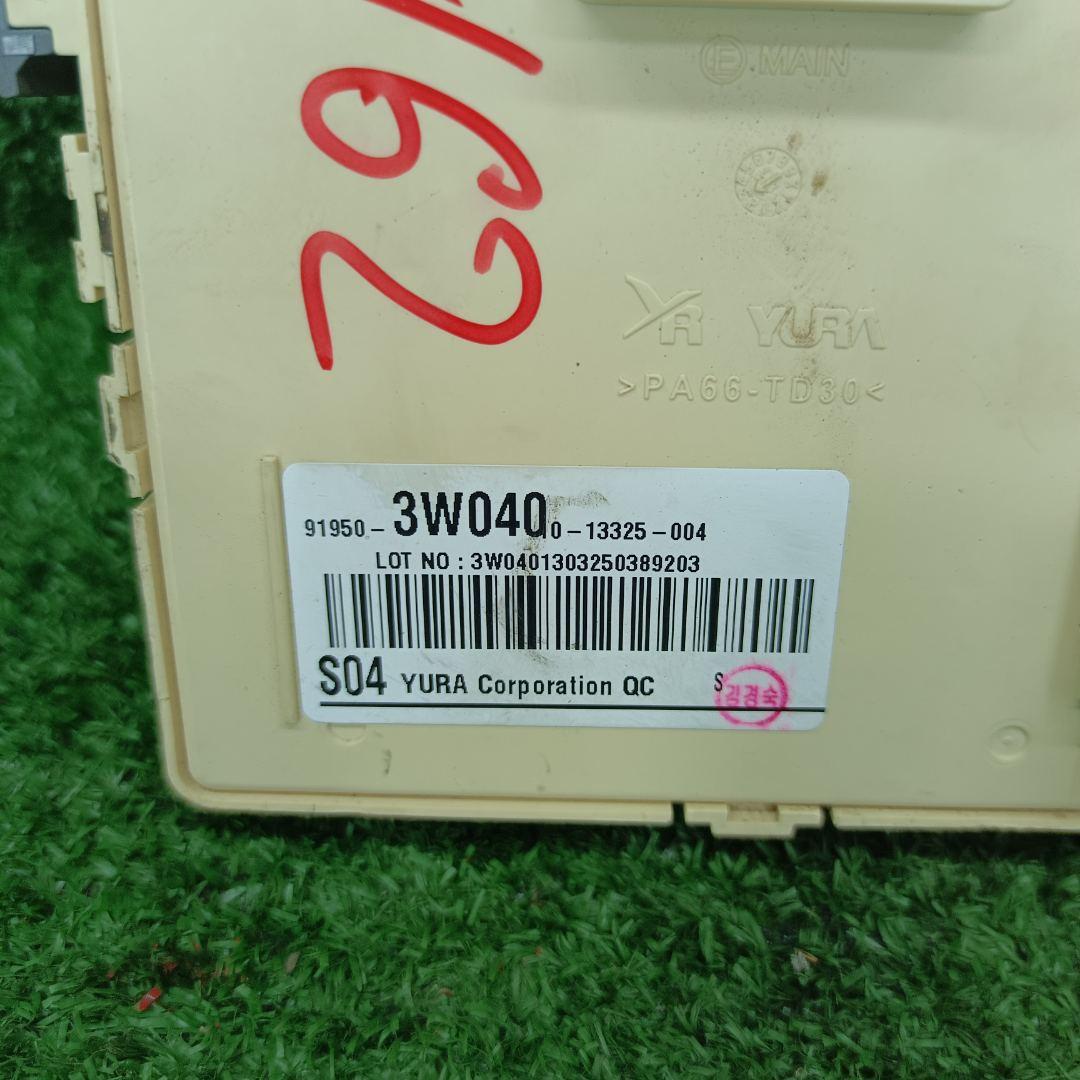 29/
E MAIN
YR YURA
>PA66-TD30<
91950- 3W040 0-13325-004
LOT NO : 3W0401303250389203
S04 YURA Corporation QC S
김경숙